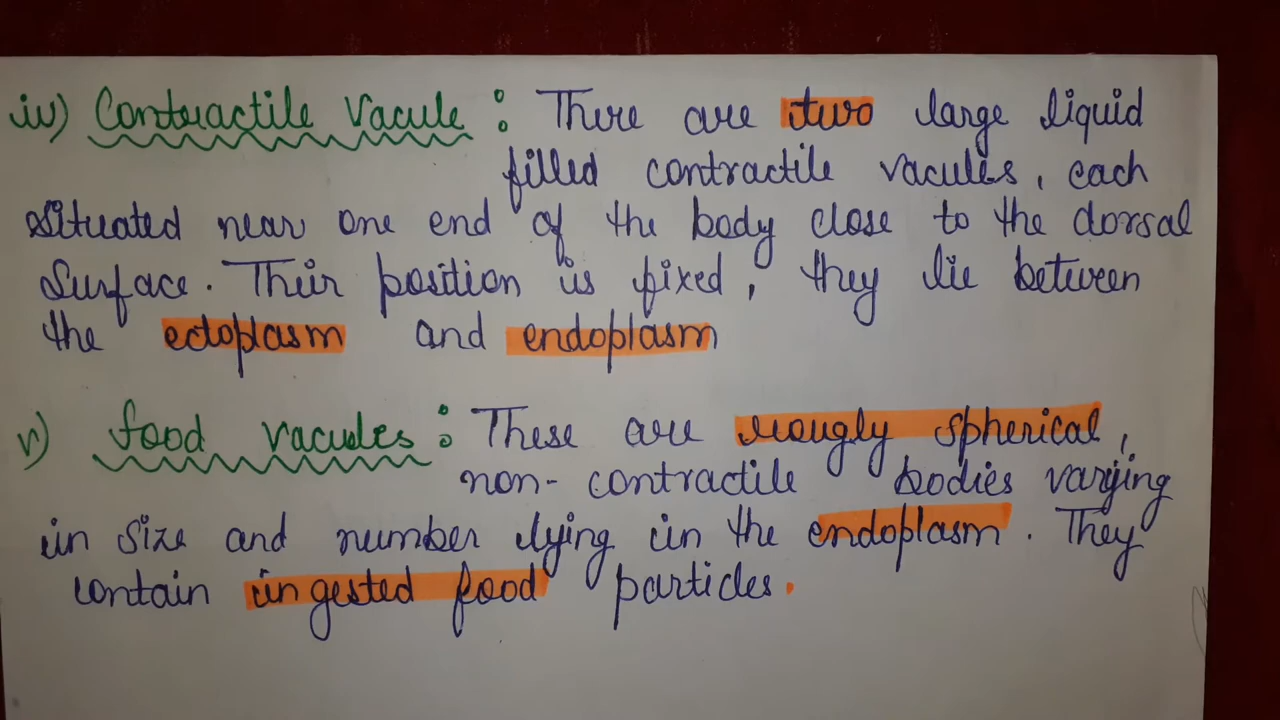 iv) Contractile Vacule : There are two large liquid
filled contractile vacules, each
situated near one end of the body close to the dorsal
surface. Their position is fixed, they lie between
the ectoplasm and endoplasm
v) food vacules : These are rougly spherical,
non-contractile bodies varying
in size and number lying in the endoplasm. They
contain ingested food particles.